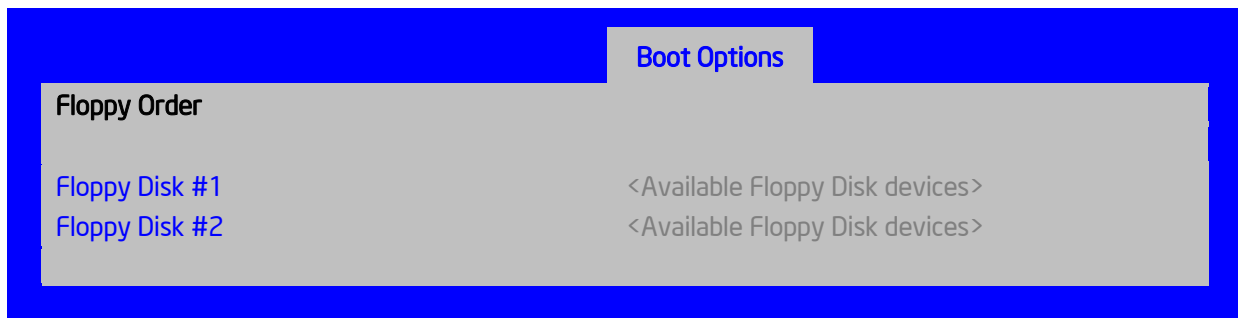 Boot Options
Floppy Order
Floppy Disk #1 <Available Floppy Disk devices>
Floppy Disk #2 <Available Floppy Disk devices>